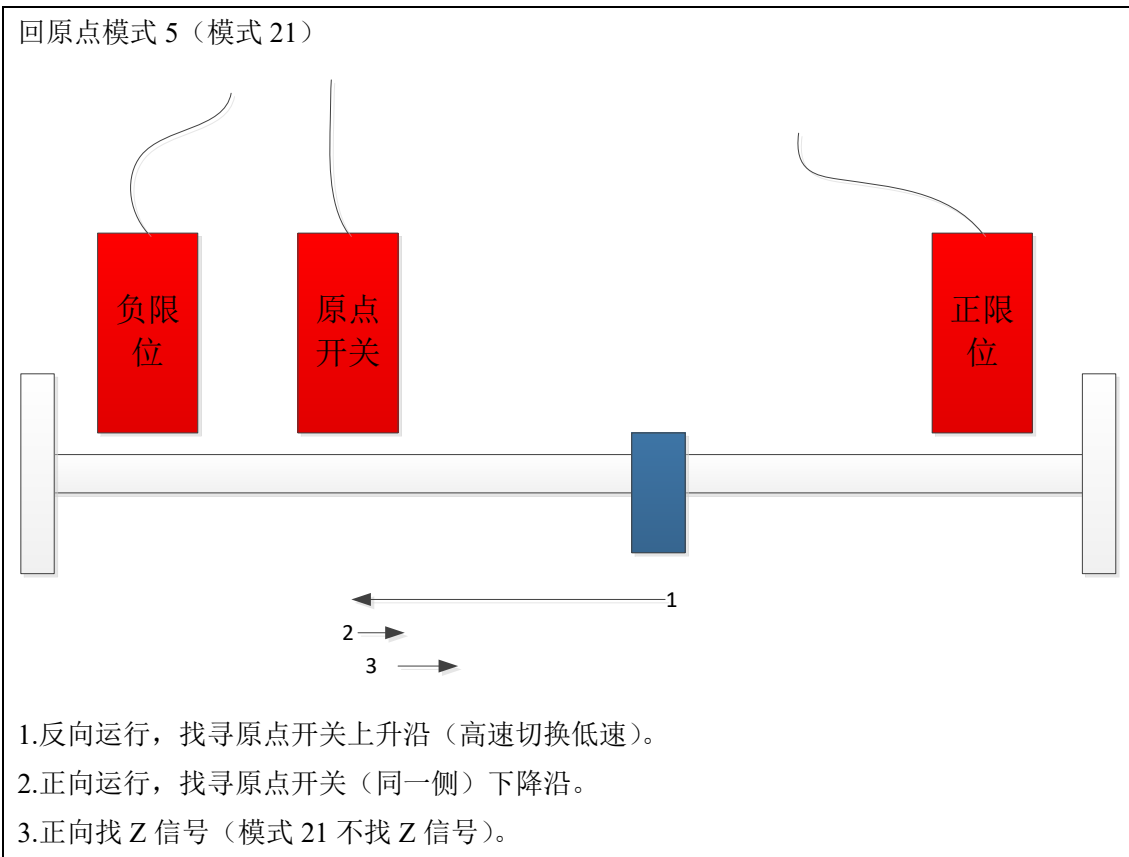 回原点模式 5（模式 21）
负限
位
原点
开关
正限
位
1
2
3
1.反向运行，找寻原点开关上升沿（高速切换低速）。
2.正向运行，找寻原点开关（同一侧）下降沿。
3.正向找 Z 信号（模式 21 不找 Z 信号）。